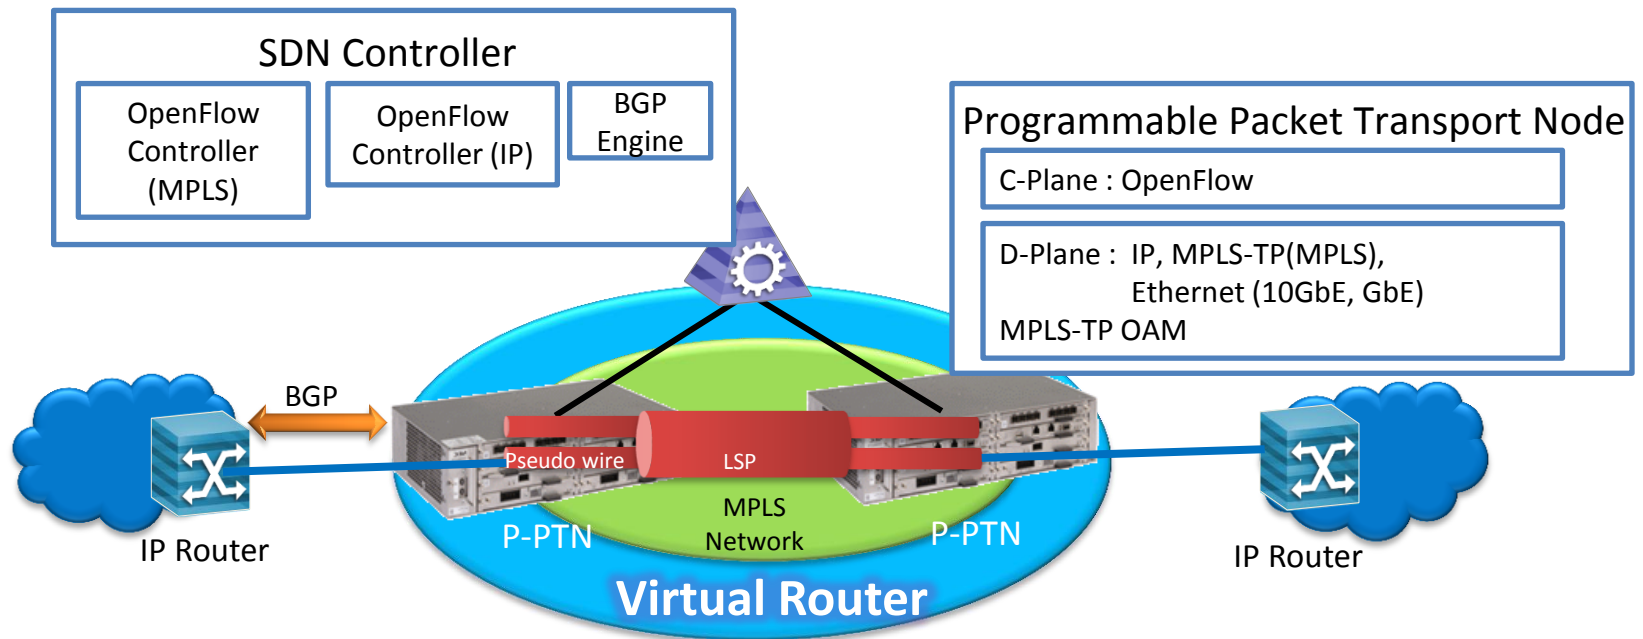 SDN Controller
OpenFlow
Controller
(MPLS)
OpenFlow
Controller (IP)
BGP
Engine
Programmable Packet Transport Node
C-Plane : OpenFlow
D-Plane : IP, MPLS-TP(MPLS),
Ethernet (10GbE, GbE)
MPLS-TP OAM
BGP
Pseudo wire
LSP
MPLS
Network
P-PTN
P-PTN
IP Router
IP Router
Virtual Router